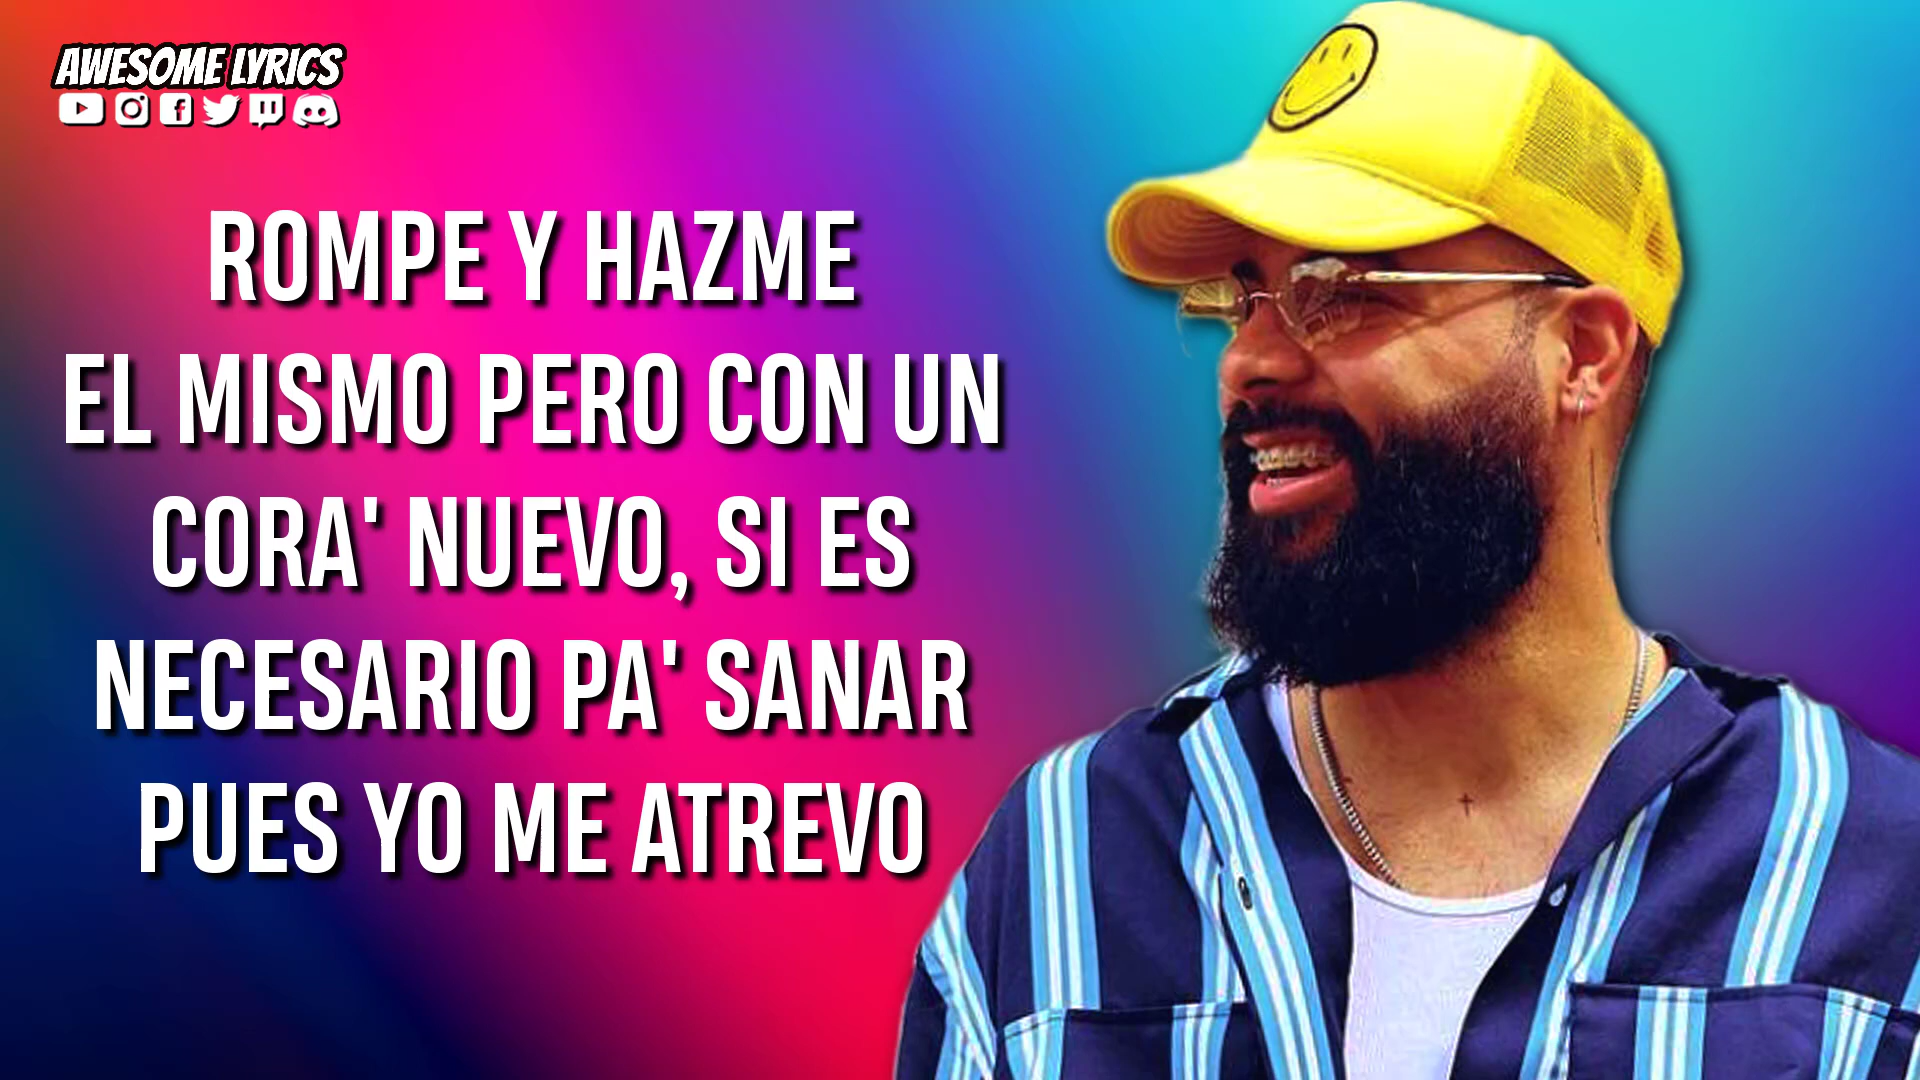 AWESOME LYRICS
ROMPE Y HAZME
EL MISMO PERO CON UN
CORA' NUEVO, SI ES
NECESARIO PA' SANAR
PUES YO ME ATREVO